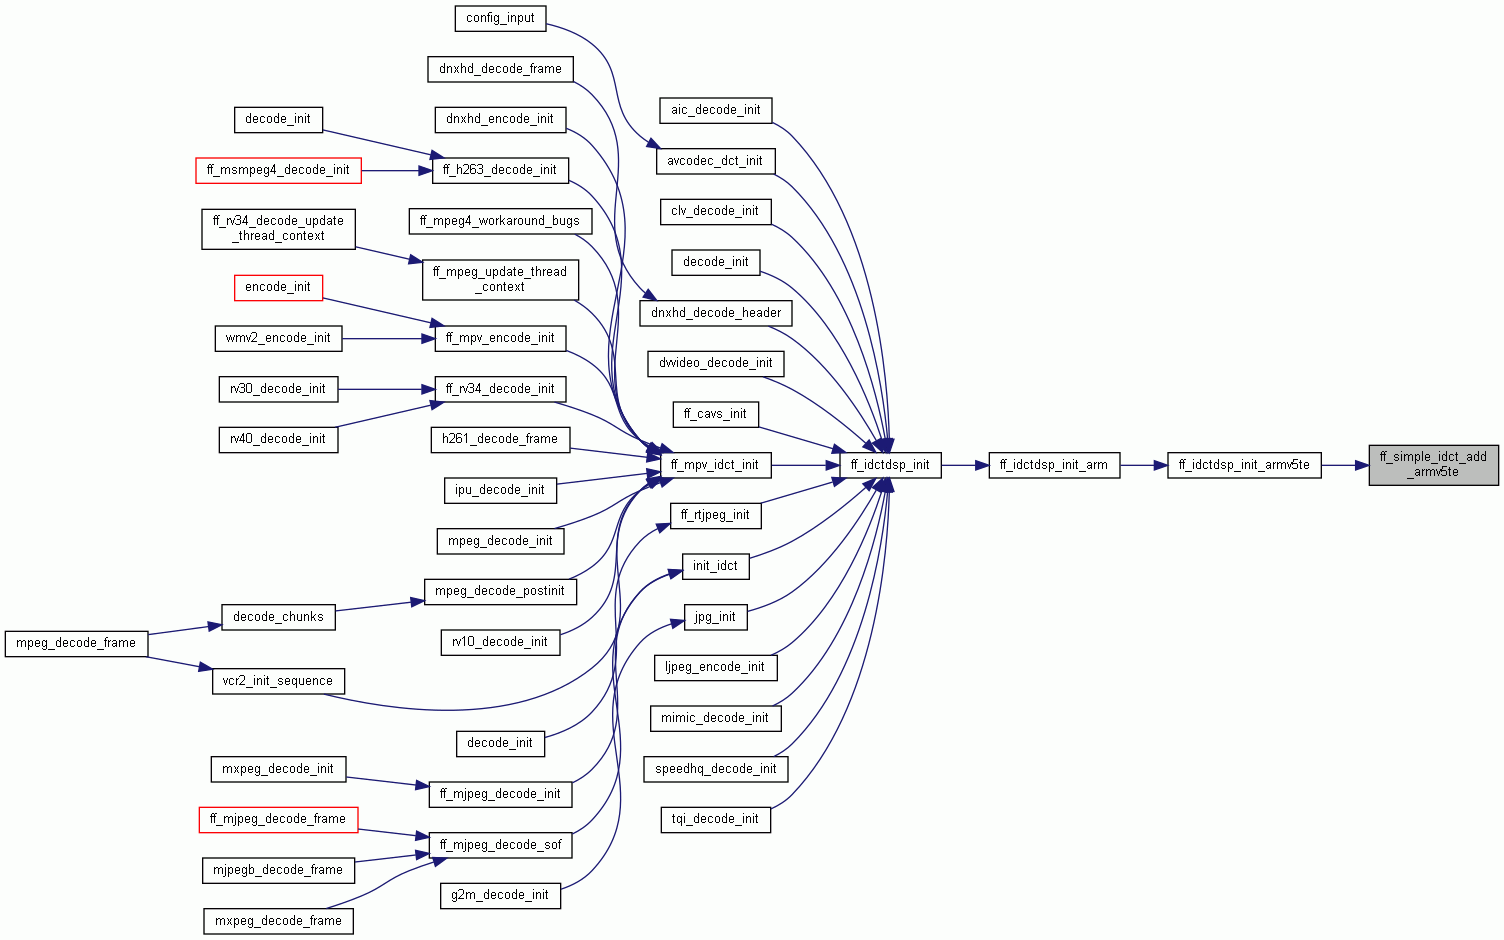 config_input
dnxhd_decode_frame
dnxhd_encode_init
decode_init
ff_msmpeg4_decode_init
ff_h263_decode_init
ff_rv34_decode_update
_thread_context
ff_mpeg4_workaround_bugs
ff_mpeg_update_thread
_context
encode_init
wmv2_encode_init
ff_mpv_encode_init
rv30_decode_init
ff_rv34_decode_init
rv40_decode_init
h261_decode_frame
ipu_decode_init
mpeg_decode_init
mpeg_decode_postinit
decode_chunks
mpeg_decode_frame
rv10_decode_init
vcr2_init_sequence
decode_init
mxpeg_decode_init
ff_mjpeg_decode_init
ff_mjpeg_decode_frame
ff_mjpeg_decode_sof
mjpegb_decode_frame
g2m_decode_init
mxpeg_decode_frame
aic_decode_init
avcodec_dct_init
clv_decode_init
decode_init
dnxhd_decode_header
dvvideo_decode_init
ff_cavs_init
ff_mpv_idct_init
ff_rtjpeg_init
init_idct
jpg_init
ljpeg_encode_init
mimic_decode_init
speedhq_decode_init
tqi_decode_init
ff_idctdsp_init
ff_idctdsp_init_arm
ff_idctdsp_init_armv5te
ff_simple_idct_add
_armv5te